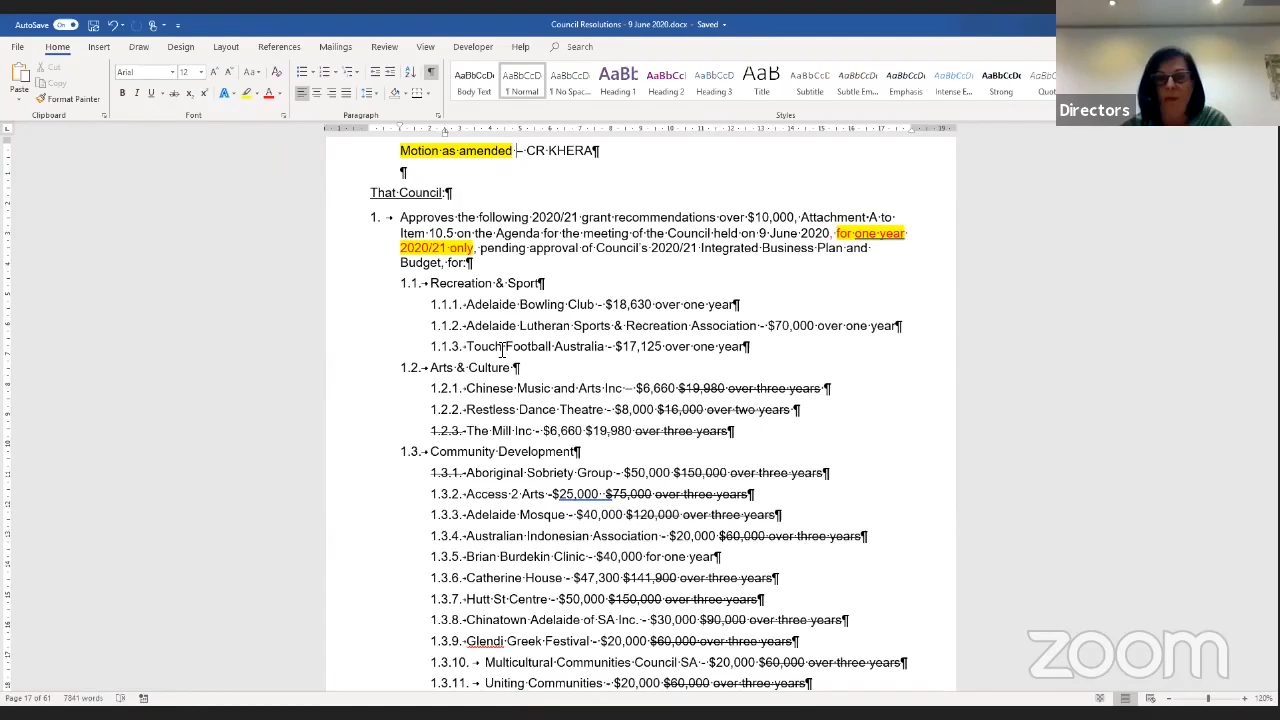 AutoSave On Council Resolutions - 9 June 2020.docx - Saved
File Home Insert Draw Design Layout References Mailings Review View Developer Help Search
Paste Cut Copy Format Painter Clipboard
Arial 12 Font
Paragraph
AaBbCcDc Body Text
AaBbCcD ¶ Normal
AaBbCcD ¶ No Spac...
AaBb Heading 1
AaBbCc Heading 2
AaBbCcD Heading 3
AaB Title
AaBbCcD Subtitle
AaBbCcDt Subtle Em...
AaBbCcDt Emphasis
AaBbCcDt Intense E...
AaBbCcDc Strong
Styles
Directors
Motion as amended – CR KHERA¶
¶
That Council:¶
1. Approves the following 2020/21 grant recommendations over $10,000, Attachment A to
Item 10.5 on the Agenda for the meeting of the Council held on 9 June 2020, for one year
2020/21 only, pending approval of Council's 2020/21 Integrated Business Plan and
Budget, for:¶
1.1. Recreation & Sport¶
1.1.1. Adelaide Bowling Club - $18,630 over one year¶
1.1.2. Adelaide Lutheran Sports & Recreation Association - $70,000 over one year¶
1.1.3. Touch Football Australia - $17,125 over one year¶
1.2. Arts & Culture ¶
1.2.1. Chinese Music and Arts Inc – $6,660 $19,980 over three years ¶
1.2.2. Restless Dance Theatre - $8,000 $16,000 over two years ¶
1.2.3. The Mill Inc - $6,660 $19,980 over three years¶
1.3. Community Development¶
1.3.1. Aboriginal Sobriety Group - $50,000 $150,000 over three years¶
1.3.2. Access 2 Arts -$25,000 $75,000 over three years¶
1.3.3. Adelaide Mosque - $40,000 $120,000 over three years¶
1.3.4. Australian Indonesian Association - $20,000 $60,000 over three years¶
1.3.5. Brian Burdekin Clinic - $40,000 for one year¶
1.3.6. Catherine House - $47,300 $141,900 over three years¶
1.3.7. Hutt St Centre - $50,000 $150,000 over three years¶
1.3.8. Chinatown Adelaide of SA Inc. - $30,000 $90,000 over three years¶
1.3.9. Glendi Greek Festival - $20,000 $60,000 over three years¶
1.3.10. Multicultural Communities Council SA - $20,000 $60,000 over three years¶
1.3.11. Uniting Communities - $20,000 $60,000 over three years¶
zoom
Page 17 of 61 7841 words 120%